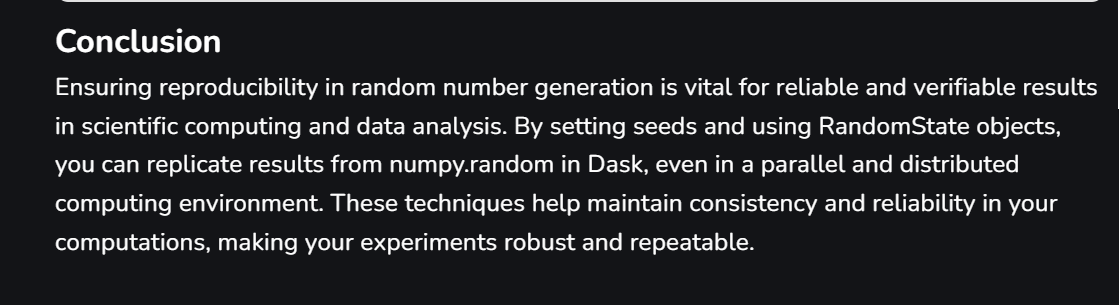 Conclusion
Ensuring reproducibility in random number generation is vital for reliable and verifiable results
in scientific computing and data analysis. By setting seeds and using RandomState objects,
you can replicate results from numpy.random in Dask, even in a parallel and distributed
computing environment. These techniques help maintain consistency and reliability in your
computations, making your experiments robust and repeatable.